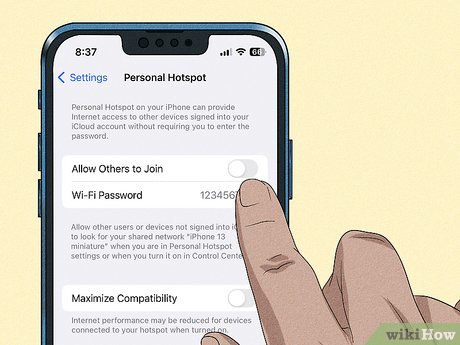 8:37
66
Settings
Personal Hotspot
Personal Hotspot on your iPhone can provide
Internet access to other devices signed into your
iCloud account without requiring you to enter the
password.
Allow Others to Join
Wi-Fi Password 123456
Allow other users or devices not signed into
to look for your shared network "iPhone 13
miniature" when you are in Personal Hotspot
settings or when you turn it on in Control
Maximize Compatibility
Internet performance may be reduced for devices
connected to your hotspot when turned on.
wikiHow